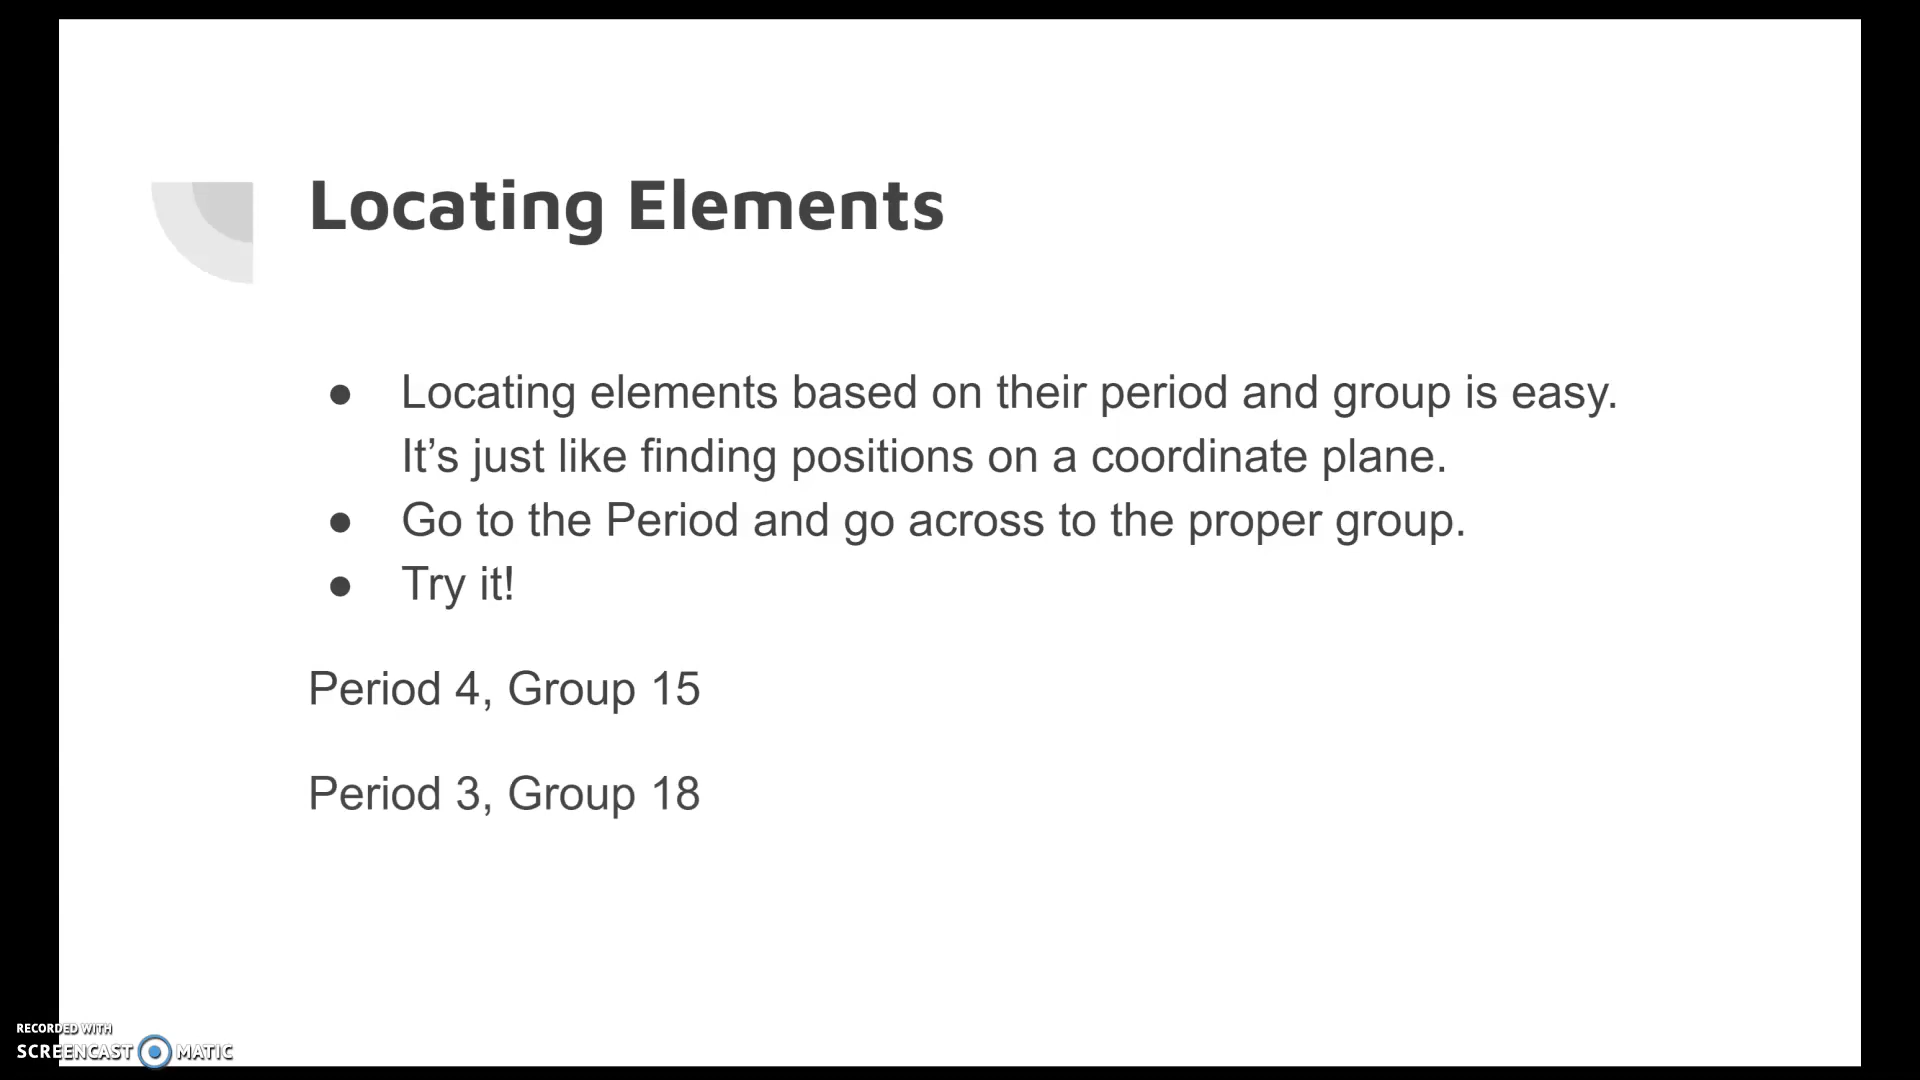 Locating Elements
● Locating elements based on their period and group is easy.
It’s just like finding positions on a coordinate plane.
● Go to the Period and go across to the proper group.
● Try it!
Period 4, Group 15
Period 3, Group 18
RECORDED WITH
SCREENCAST MATIC